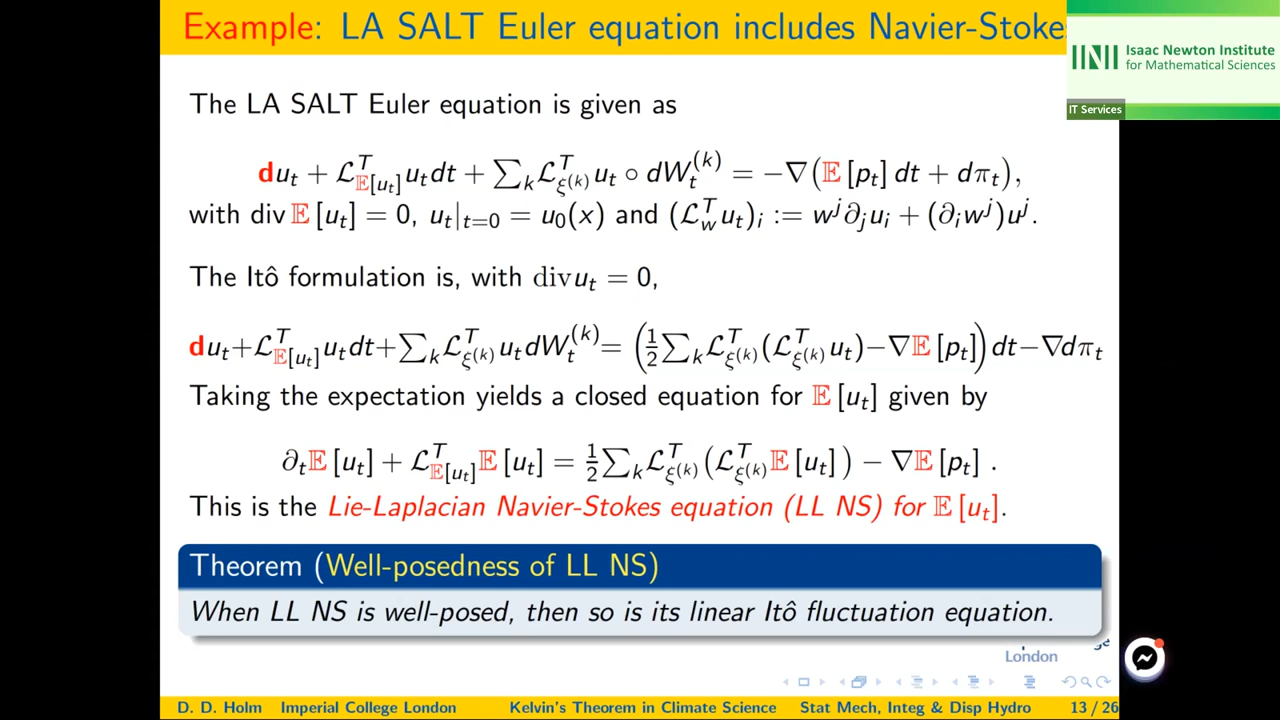 Example: LA SALT Euler equation includes Navier-Stoke
Isaac Newton Institute
for Mathematical Sciences
IT Services
The LA SALT Euler equation is given as
du_t + ℒ^T_{𝔼[u_t]} u_t dt + ∑_k ℒ^T_{ξ^(k)} u_t ∘ dW_t^(k) = −∇(𝔼[p_t] dt + dπ_t),
with div 𝔼[u_t] = 0, u_t|_{t=0} = u_0(x) and (ℒ^T_w u_t)_i := w^j ∂_j u_i + (∂_i w^j)u^j.
The Itô formulation is, with div u_t = 0,
du_t+ℒ^T_{𝔼[u_t]} u_t dt+∑_k ℒ^T_{ξ^(k)} u_t dW_t^(k) = (½∑_k ℒ^T_{ξ^(k)}(ℒ^T_{ξ^(k)} u_t)−∇𝔼[p_t])dt−∇dπ_t
Taking the expectation yields a closed equation for 𝔼[u_t] given by
∂_t 𝔼[u_t] + ℒ^T_{𝔼[u_t]} 𝔼[u_t] = ½∑_k ℒ^T_{ξ^(k)}(ℒ^T_{ξ^(k)} 𝔼[u_t]) − ∇𝔼[p_t] .
This is the Lie-Laplacian Navier-Stokes equation (LL NS) for 𝔼[u_t].
Theorem (Well-posedness of LL NS)
When LL NS is well-posed, then so is its linear Itô fluctuation equation.
London
D. D. Holm Imperial College London Kelvin's Theorem in Climate Science Stat Mech, Integ & Disp Hydro 13 / 26